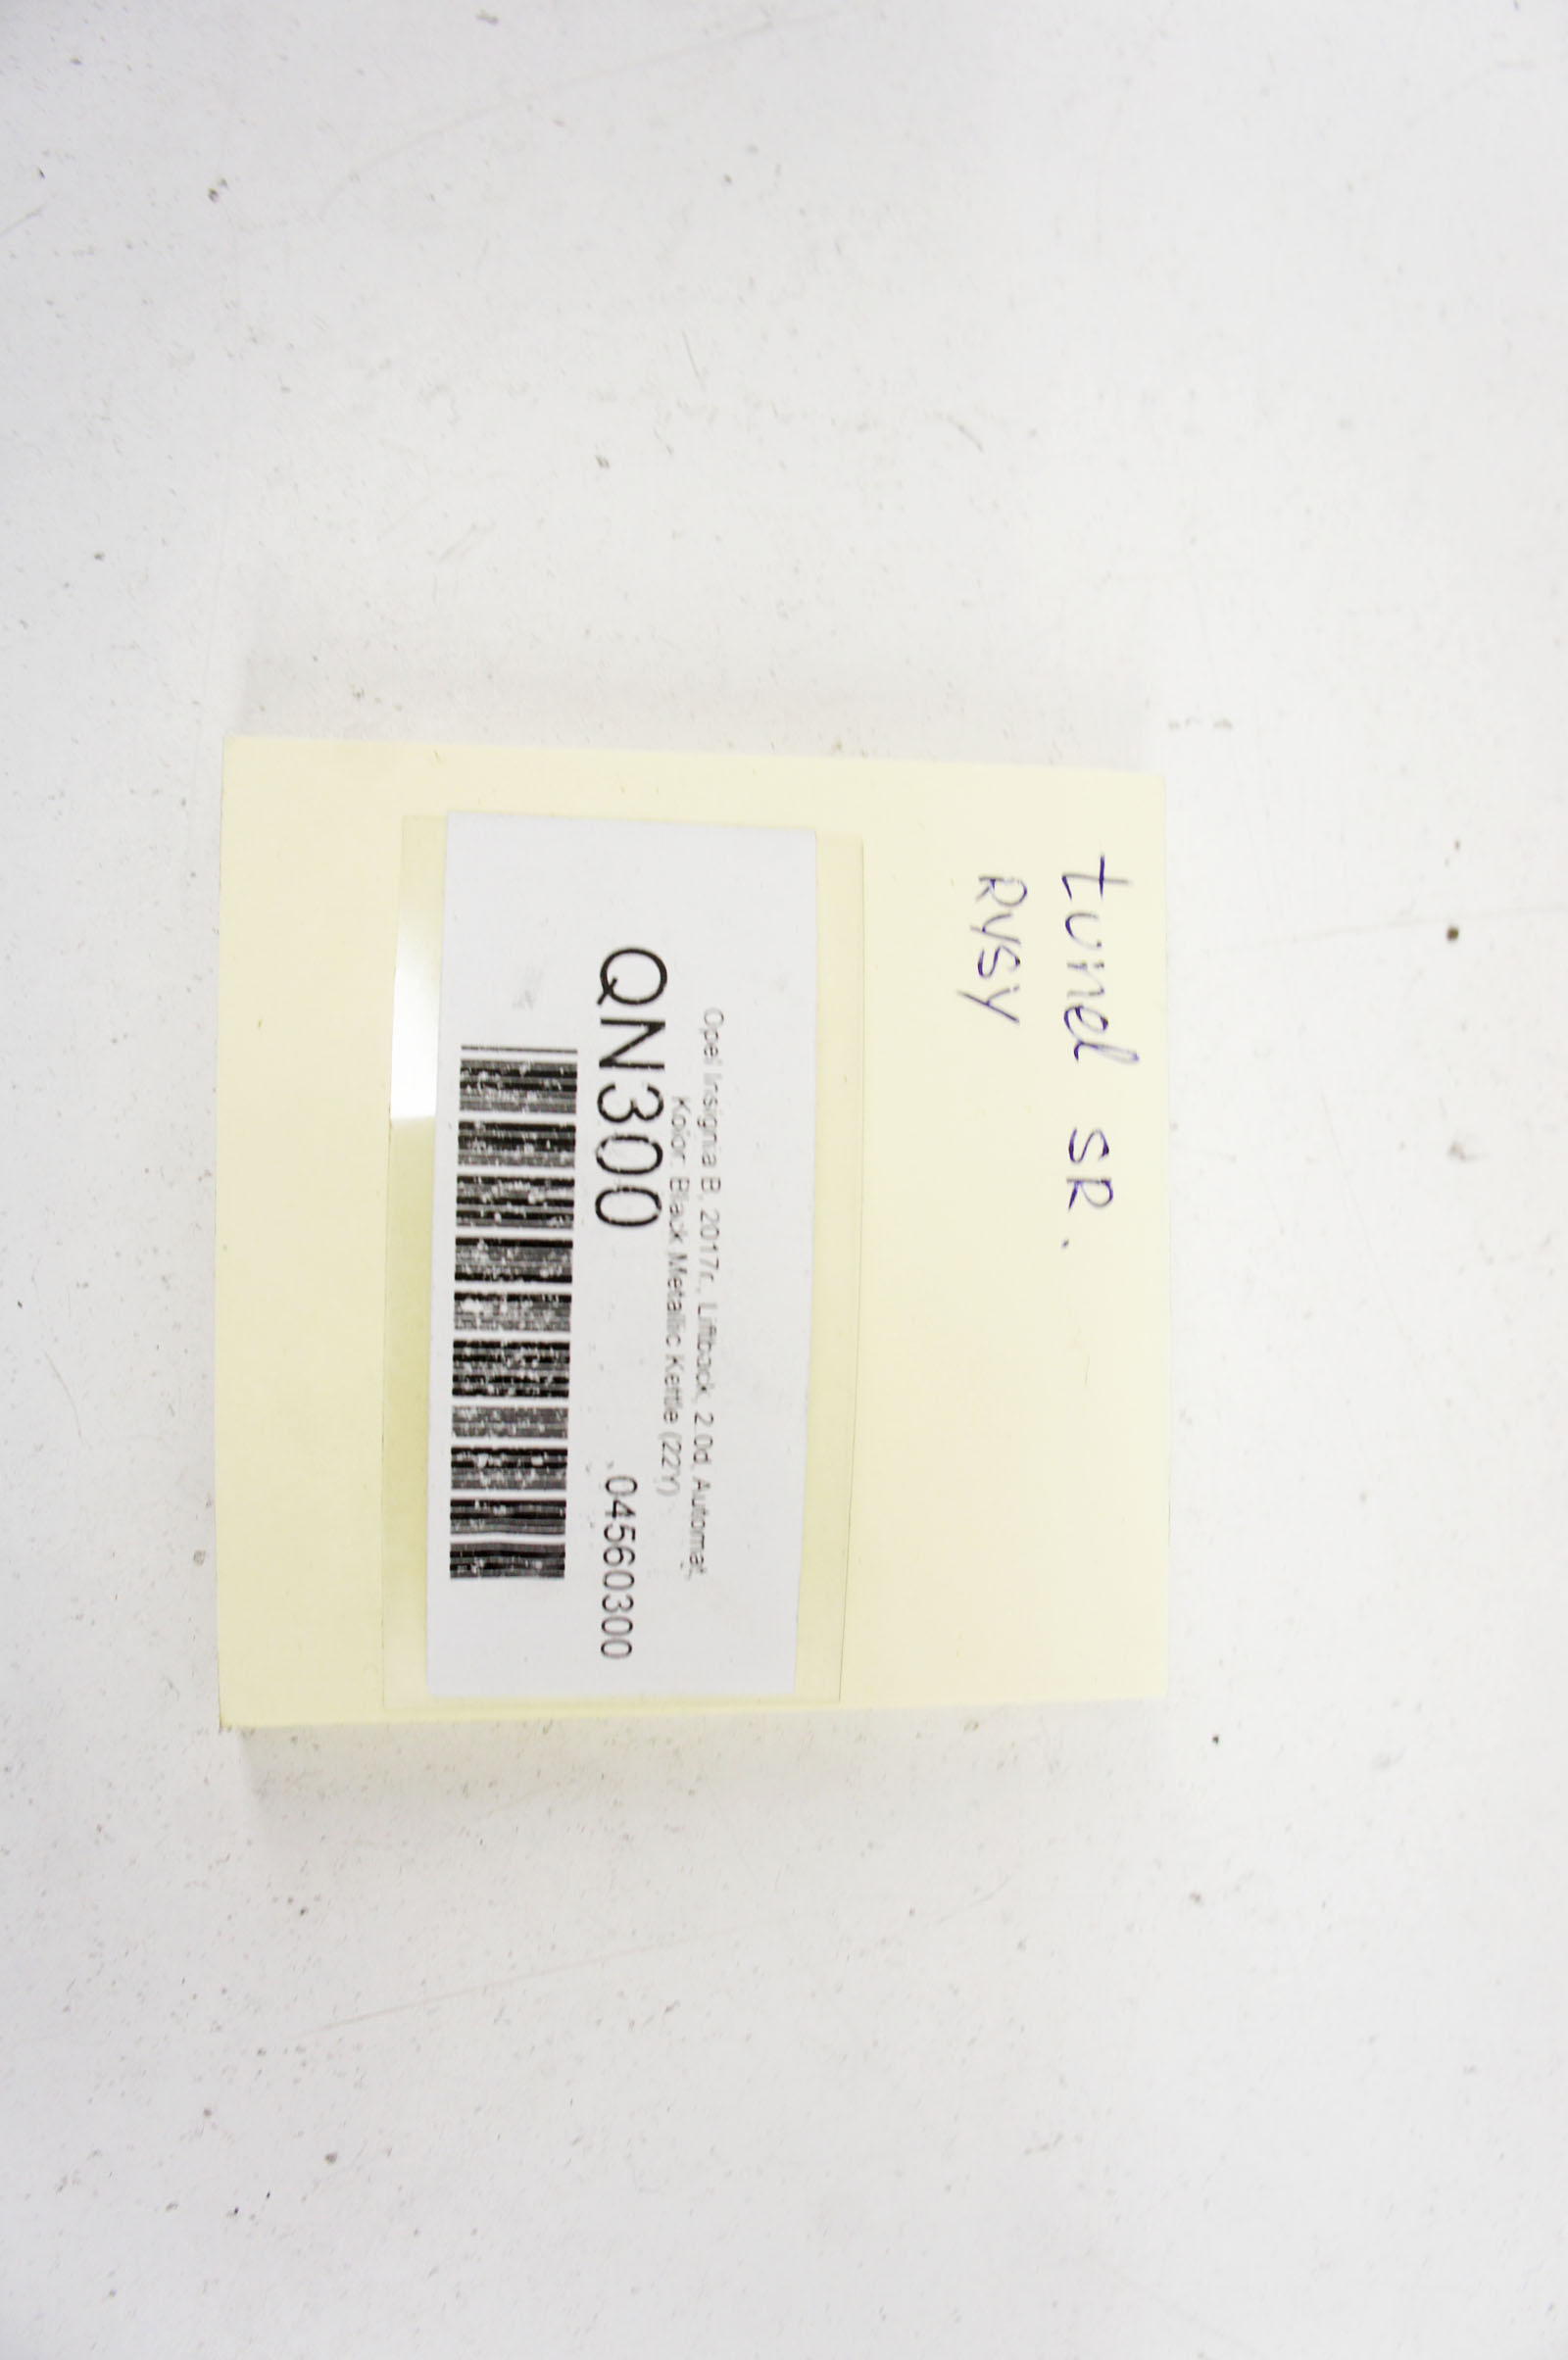 tunel SR.
RYSY
Opel Insignia B, 2017r., Liftback, 2.0d, Automat,
Kolor: Black Metallic Kettle (22Y)
QN300 04560300